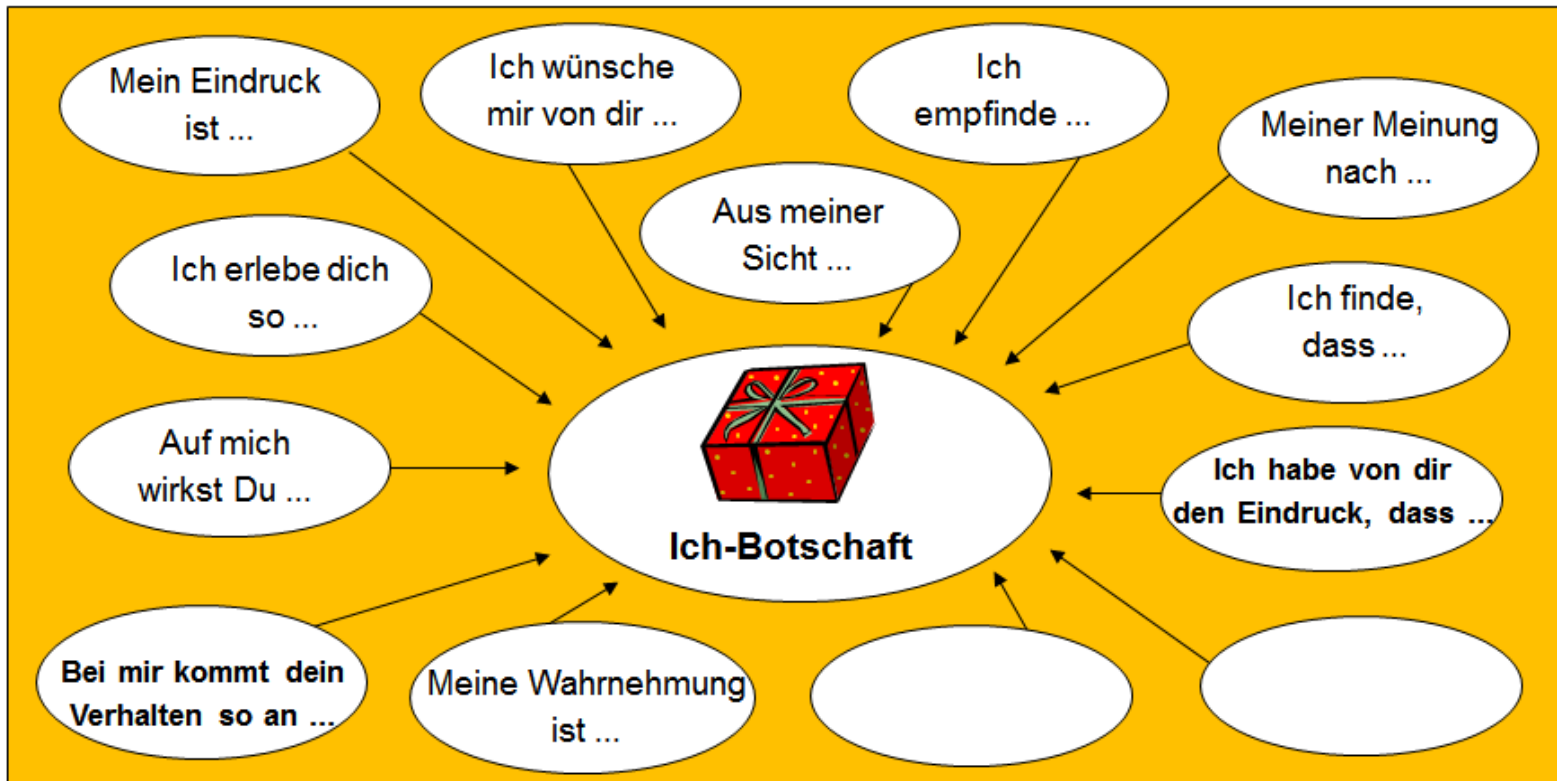 Mein Eindruck
ist ...
Ich wünsche
mir von dir ...
Ich
empfinde ...
Meiner Meinung
nach ...
Aus meiner
Sicht ...
Ich erlebe dich
so ...
Ich finde,
dass ...
Auf mich
wirkst Du ...
Ich habe von dir
den Eindruck, dass ...
Ich-Botschaft
Bei mir kommt dein
Verhalten so an ...
Meine Wahrnehmung
ist ...